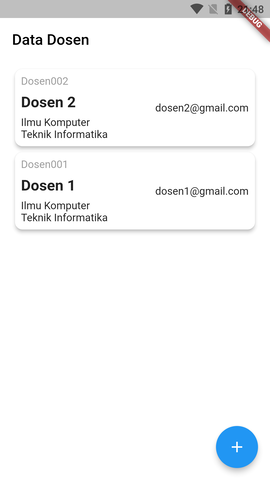 48
DEBUG
Data Dosen
Dosen002
Dosen 2
dosen2@gmail.com
Ilmu Komputer
Teknik Informatika
Dosen001
Dosen 1
dosen1@gmail.com
Ilmu Komputer
Teknik Informatika